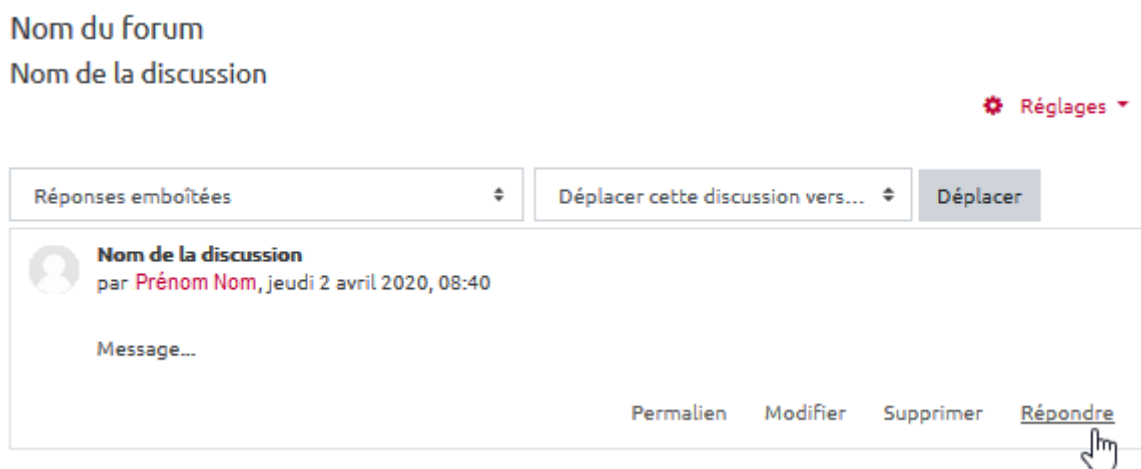 Nom du forum
Nom de la discussion
Réglages
Réponses emboîtées
Déplacer cette discussion vers...
Déplacer
Nom de la discussion
par Prénom Nom, jeudi 2 avril 2020, 08:40
Message...
Permalien Modifier Supprimer Répondre